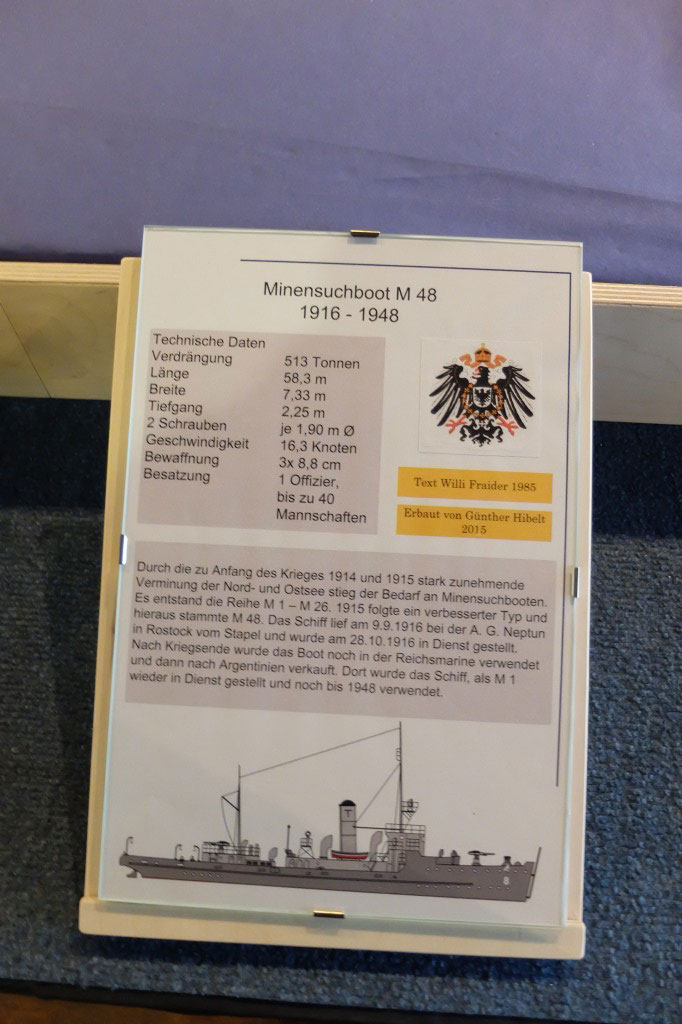 Minensuchboot M 48
1916 - 1948
Technische Daten
Verdrängung 513 Tonnen
Länge 58,3 m
Breite 7,33 m
Tiefgang 2,25 m
2 Schrauben je 1,90 m Ø
Geschwindigkeit 16,3 Knoten
Bewaffnung 3x 8,8 cm
Besatzung 1 Offizier,
bis zu 40
Mannschaften
Text Willi Fraider 1985
Erbaut von Günther Hibelt
2015
Durch die zu Anfang des Krieges 1914 und 1915 stark zunehmende
Verminung der Nord- und Ostsee stieg der Bedarf an Minensuchbooten.
Es entstand die Reihe M 1 – M 26. 1915 folgte ein verbesserter Typ und
hieraus stammte M 48. Das Schiff lief am 9.9.1916 bei der A. G. Neptun
in Rostock vom Stapel und wurde am 28.10.1916 in Dienst gestellt.
Nach Kriegsende wurde das Boot noch in der Reichsmarine verwendet
und dann nach Argentinien verkauft. Dort wurde das Schiff, als M 1
wieder in Dienst gestellt und noch bis 1948 verwendet.